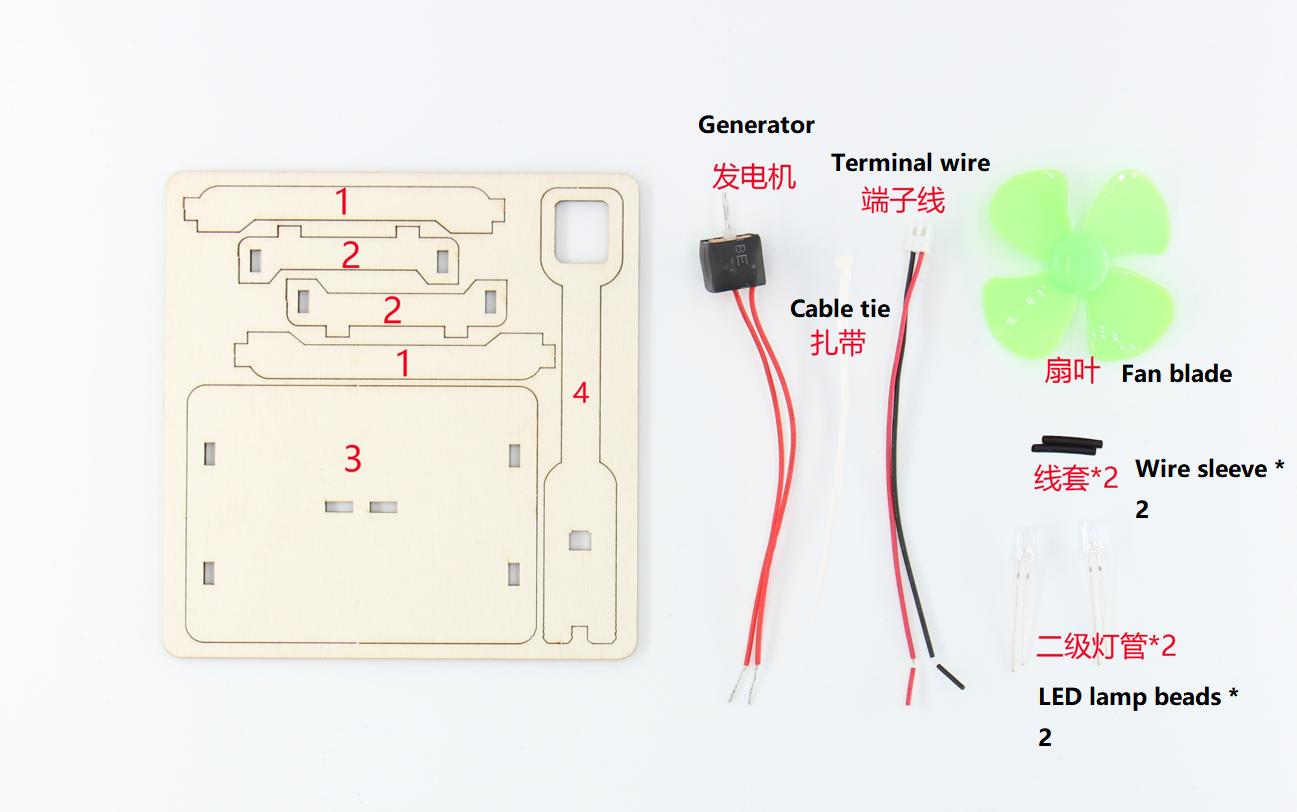 1
2
2
1
3
4
Generator
发电机
BE
Terminal wire
端子线
Cable tie
扎带
扇叶
Fan blade
线套*2
Wire sleeve *
2
二级灯管*2
LED lamp beads *
2